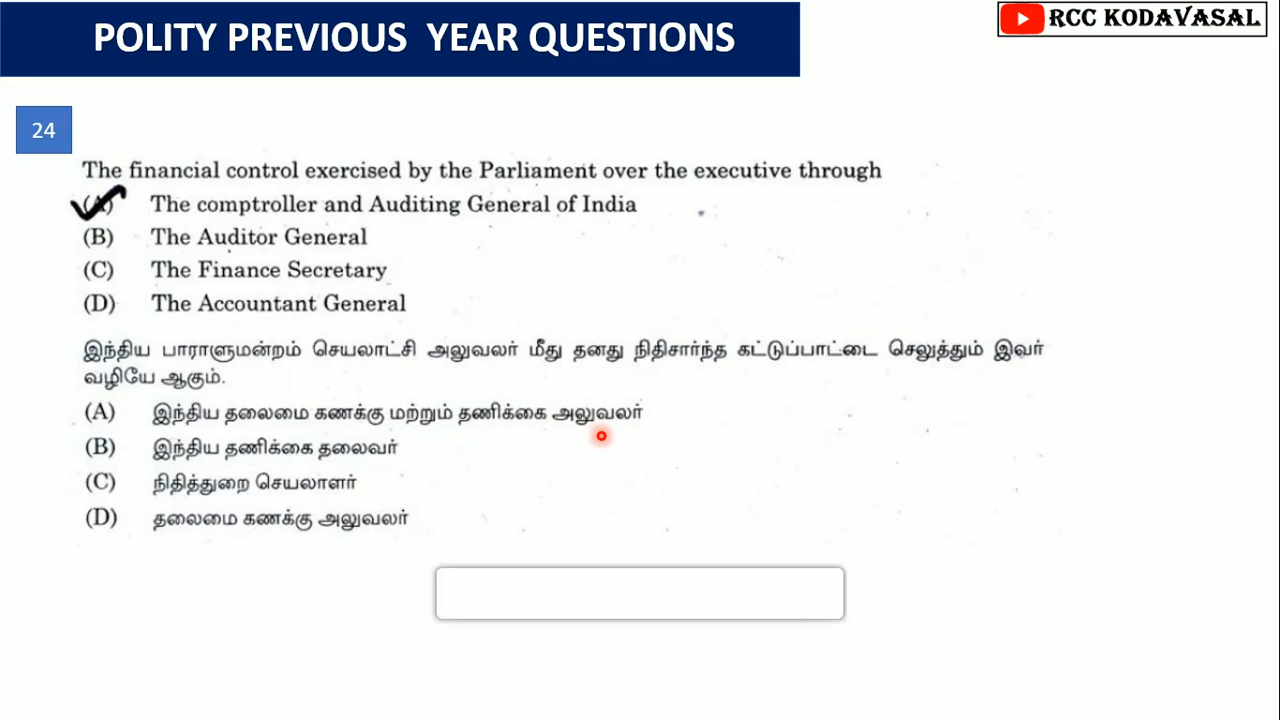 POLITY PREVIOUS YEAR QUESTIONS
RCC KODAVASAL
24
The financial control exercised by the Parliament over the executive through
(A) The comptroller and Auditing General of India
(B) The Auditor General
(C) The Finance Secretary
(D) The Accountant General
இந்திய பாராளுமன்றம் செயலாட்சி அலுவலர் மீது தனது நிதிசார்ந்த கட்டுப்பாட்டை செலுத்தும் இவர்
வழியே ஆகும்.
(A) இந்திய தலைமை கணக்கு மற்றும் தணிக்கை அலுவலர்
(B) இந்திய தணிக்கை தலைவர்
(C) நிதித்துறை செயலாளர்
(D) தலைமை கணக்கு அலுவலர்